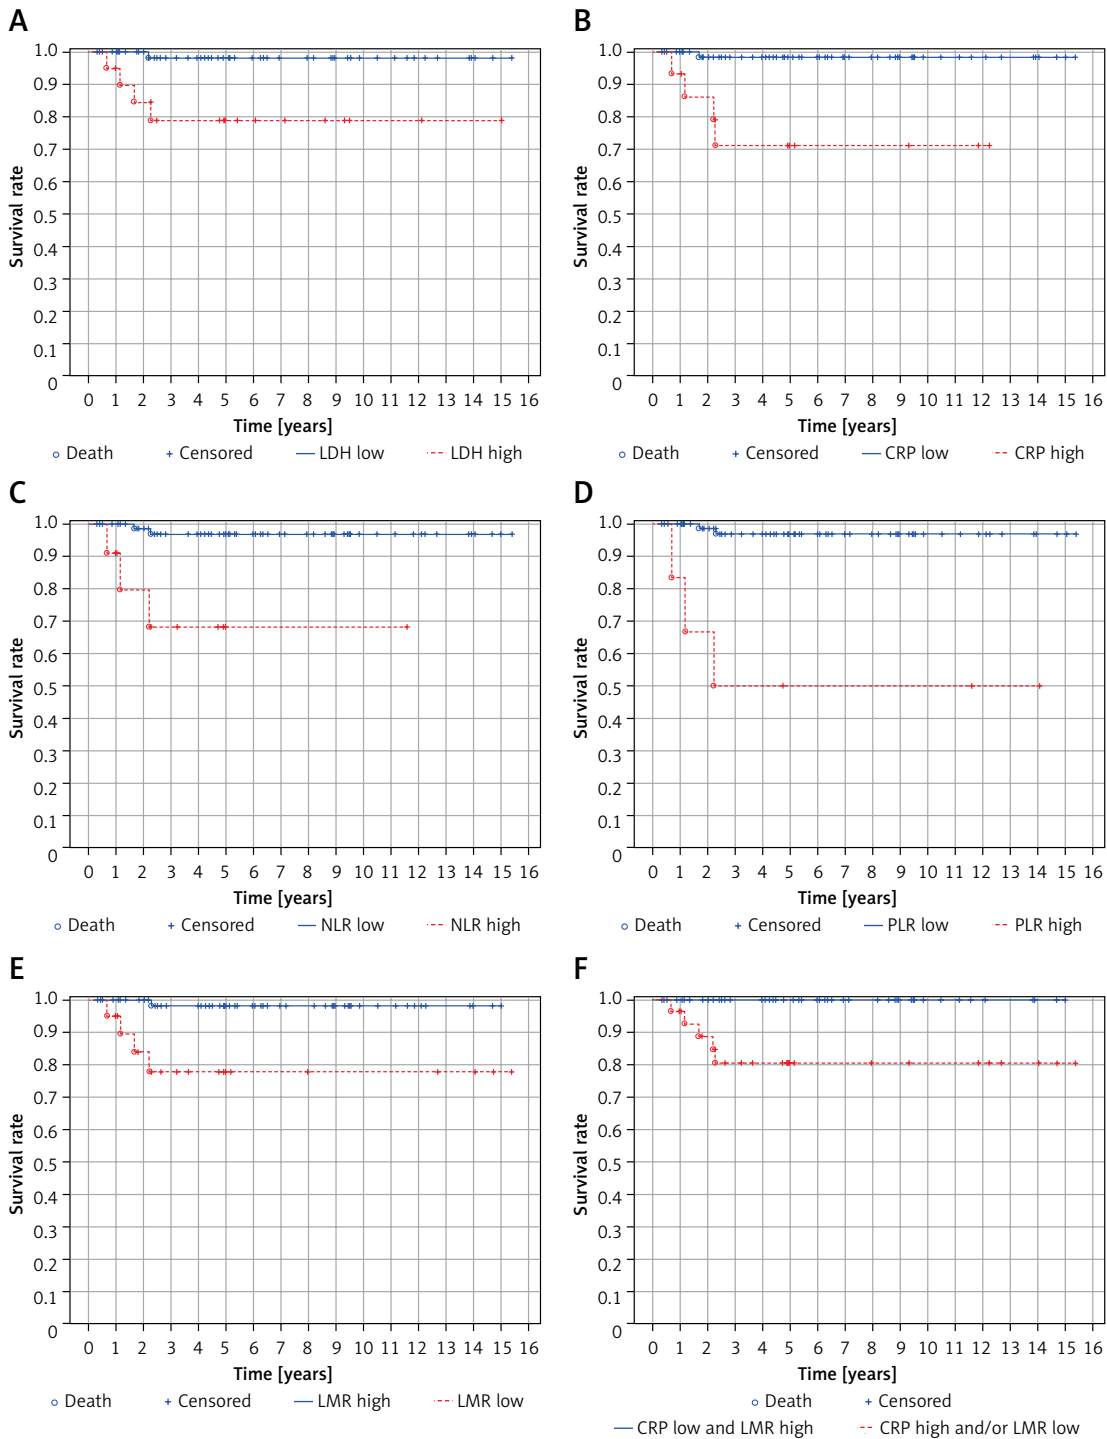 A
1.0
0.9
0.8
0.7
0.6
0.5
0.4
0.3
0.2
0.1
0
Survival rate
0 1 2 3 4 5 6 7 8 9 10 11 12 13 14 15 16
Time [years]
Death Censored LDH low LDH high
B
1.0
0.9
0.8
0.7
0.6
0.5
0.4
0.3
0.2
0.1
0
Survival rate
0 1 2 3 4 5 6 7 8 9 10 11 12 13 14 15 16
Time [years]
Death Censored CRP low CRP high
C
1.0
0.9
0.8
0.7
0.6
0.5
0.4
0.3
0.2
0.1
0
Survival rate
0 1 2 3 4 5 6 7 8 9 10 11 12 13 14 15 16
Time [years]
Death Censored NLR low NLR high
D
1.0
0.9
0.8
0.7
0.6
0.5
0.4
0.3
0.2
0.1
0
Survival rate
0 1 2 3 4 5 6 7 8 9 10 11 12 13 14 15 16
Time [years]
Death Censored PLR low PLR high
E
1.0
0.9
0.8
0.7
0.6
0.5
0.4
0.3
0.2
0.1
0
Survival rate
0 1 2 3 4 5 6 7 8 9 10 11 12 13 14 15 16
Time [years]
Death Censored LMR high LMR low
F
1.0
0.9
0.8
0.7
0.6
0.5
0.4
0.3
0.2
0.1
0
Survival rate
0 1 2 3 4 5 6 7 8 9 10 11 12 13 14 15 16
Time [years]
Death Censored
CRP low and LMR high CRP high and/or LMR low